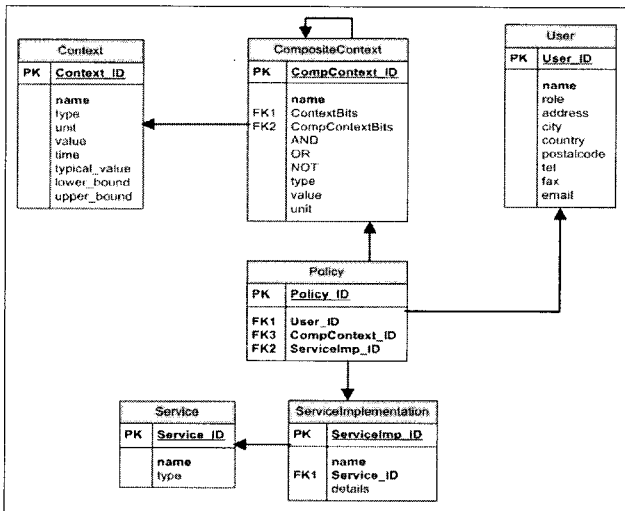 Context
PK Context_ID
name
type
unit
value
time
typical_value
lower_bound
upper_bound
CompositeContext
PK CompContext_ID
name
FK1 ContextBits
FK2 CompContextBits
AND
OR
NOT
type
value
unit
User
PK User_ID
name
role
address
city
country
postalcode
tel
fax
email
Policy
PK Policy_ID
FK1 User_ID
FK3 CompContext_ID
FK2 ServiceImp_ID
Service
PK Service_ID
name
type
ServiceImplementation
PK ServiceImp_ID
name
FK1 Service_ID
details